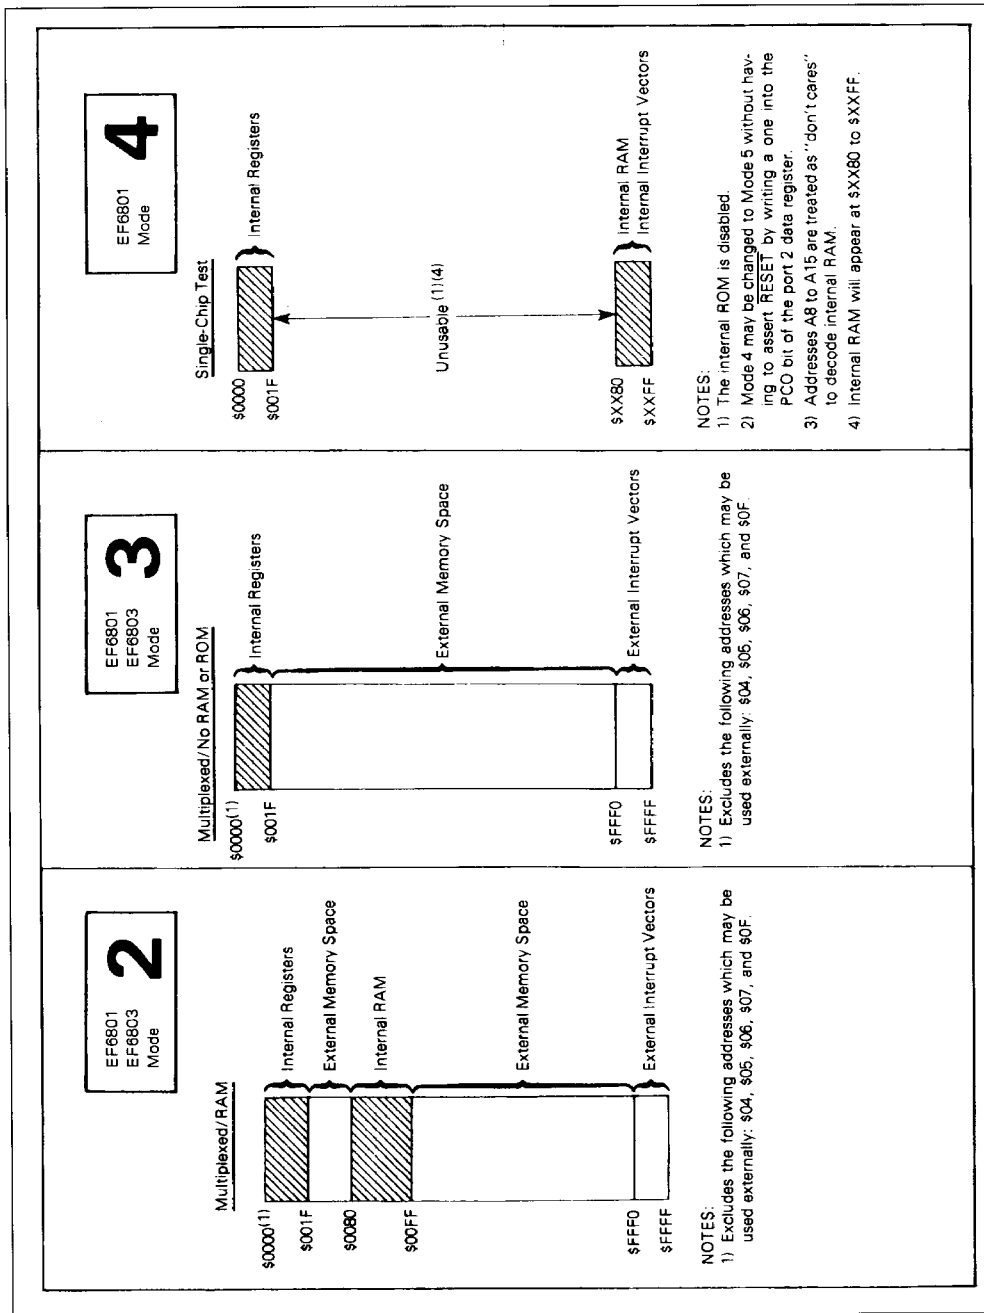 EF6801
EF6803
Mode
2
Multiplexed/RAM
$0000(1)
$001F
$0080
$00FF
$FFF0
$FFFF
Internal Registers
External Memory Space
Internal RAM
External Memory Space
External Interrupt Vectors
NOTES:
1) Excludes the following addresses which may be
used externally: $04, $05, $06, $07, and $0F.
EF6801
EF6803
Mode
3
Multiplexed/No RAM or ROM
$0000(1)
$001F
$FFF0
$FFFF
Internal Registers
External Memory Space
External Interrupt Vectors
NOTES:
1) Excludes the following addresses which may be
used externally: $04, $05, $06, $07, and $0F.
EF6801
Mode
4
Single-Chip Test
$0000
$001F
Internal Registers
Unusable (1)(4)
$XX80
$XXFF
Internal RAM
Internal Interrupt Vectors
NOTES:
1) The internal ROM is disabled.
2) Mode 4 may be changed to Mode 5 without hav-
ing to assert RESET by writing a one into the
PCO bit of the port 2 data register.
3) Addresses A8 to A15 are treated as "don't cares"
to decode internal RAM.
4) Internal RAM will appear at $XX80 to $XXFF.